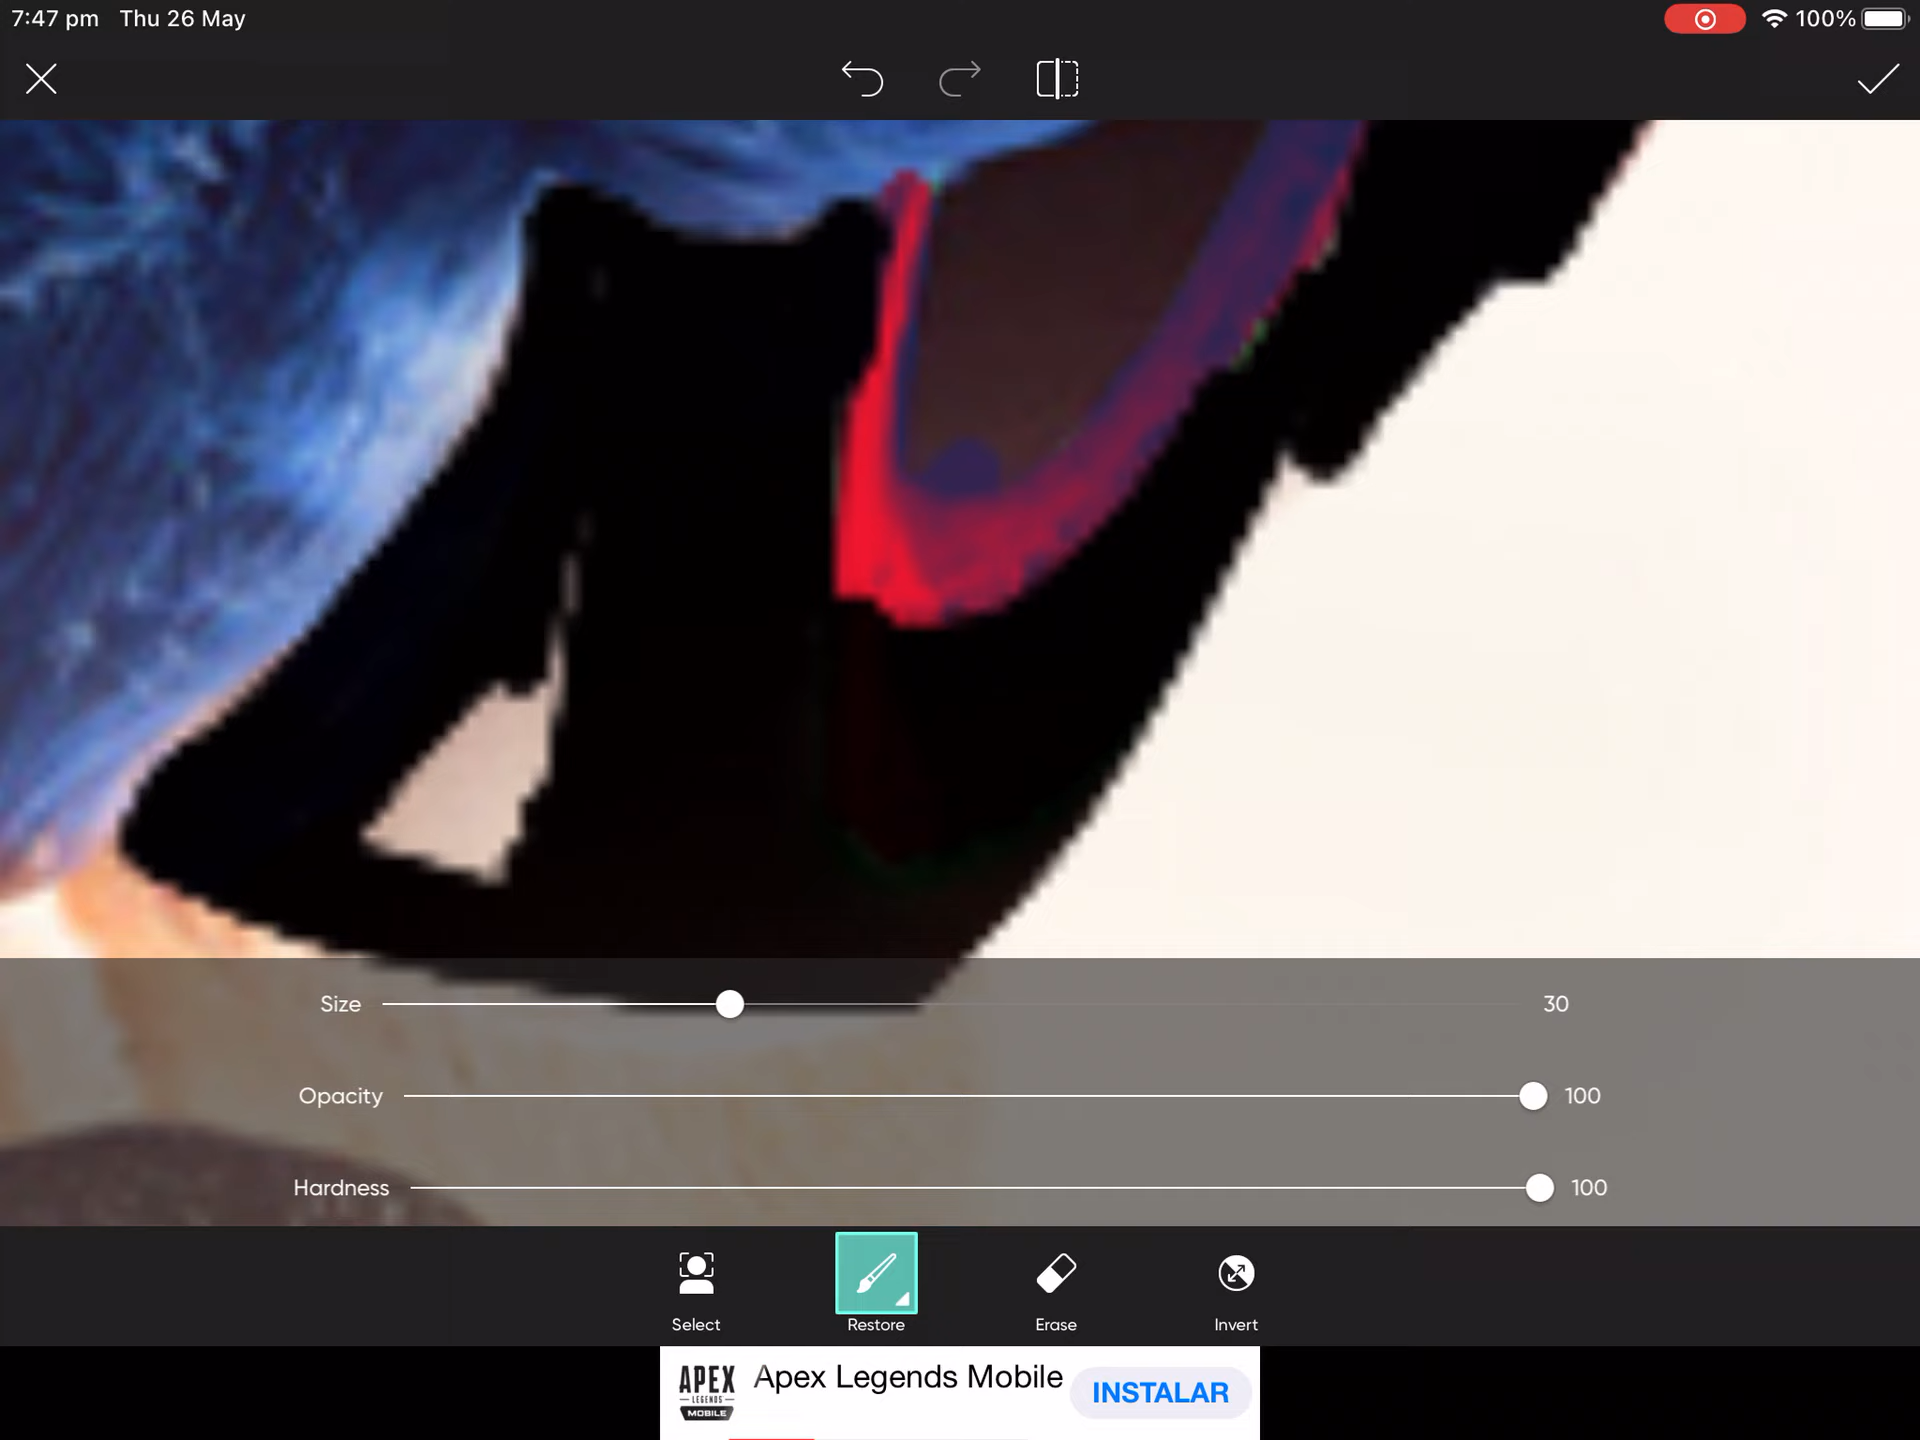 7:47 pm Thu 26 May 100%
Size 30
Opacity 100
Hardness 100
Select Restore Erase Invert
APEX
LEGENDS
MOBILE
Apex Legends Mobile
INSTALAR